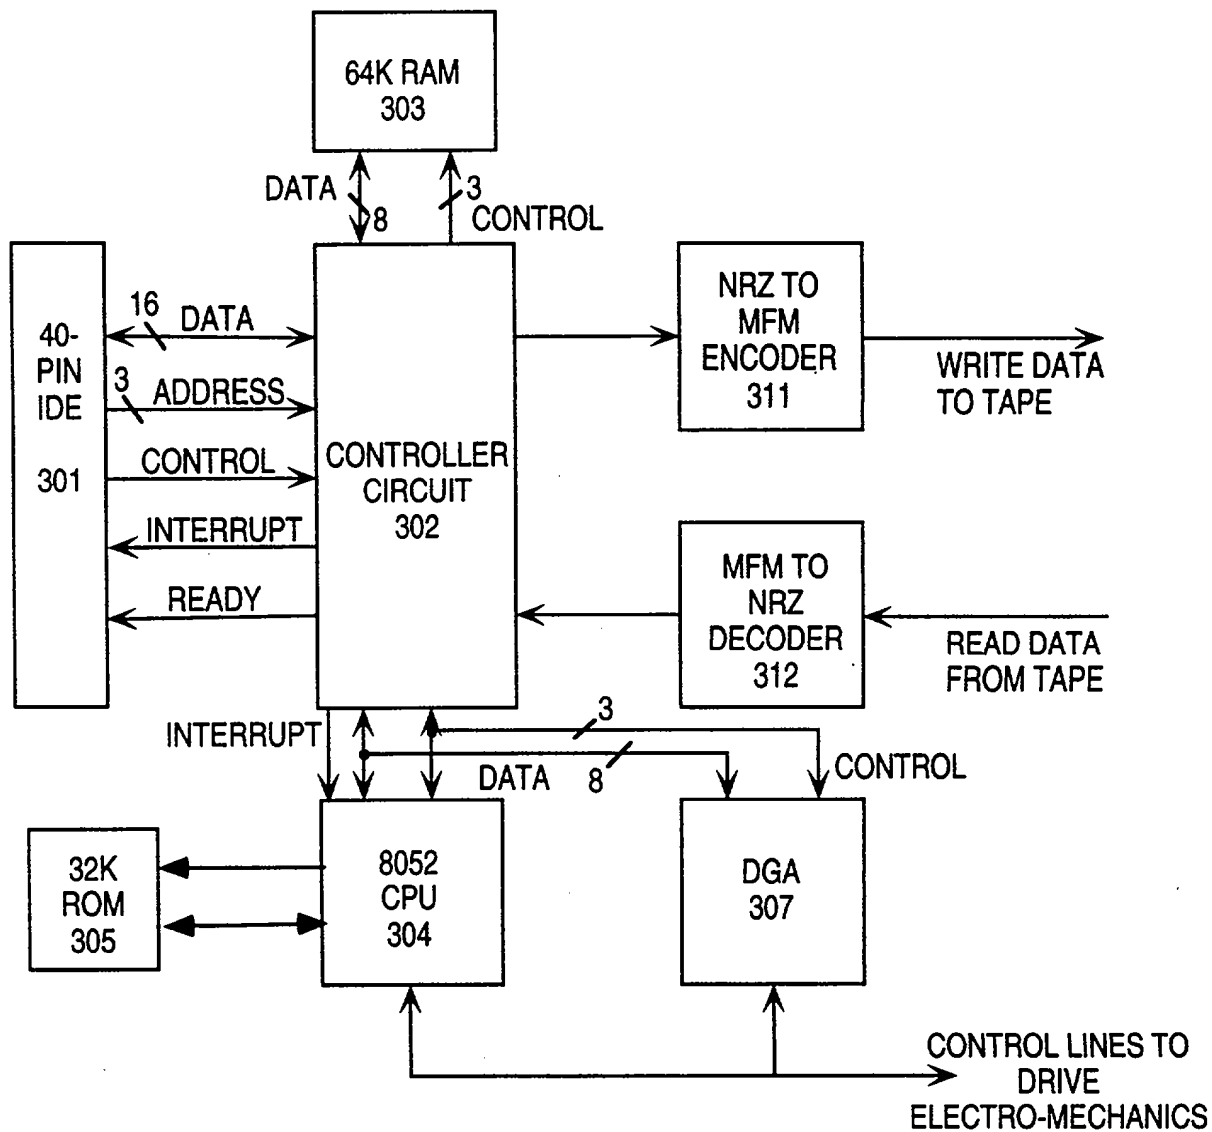 64K RAM
303
DATA
8
3
CONTROL
40-
PIN
IDE
301
16
DATA
3
ADDRESS
CONTROL
INTERRUPT
READY
CONTROLLER
CIRCUIT
302
NRZ TO
MFM
ENCODER
311
WRITE DATA
TO TAPE
MFM TO
NRZ
DECODER
312
READ DATA
FROM TAPE
INTERRUPT
3
DATA
8
CONTROL
32K
ROM
305
8052
CPU
304
DGA
307
CONTROL LINES TO
DRIVE
ELECTRO-MECHANICS